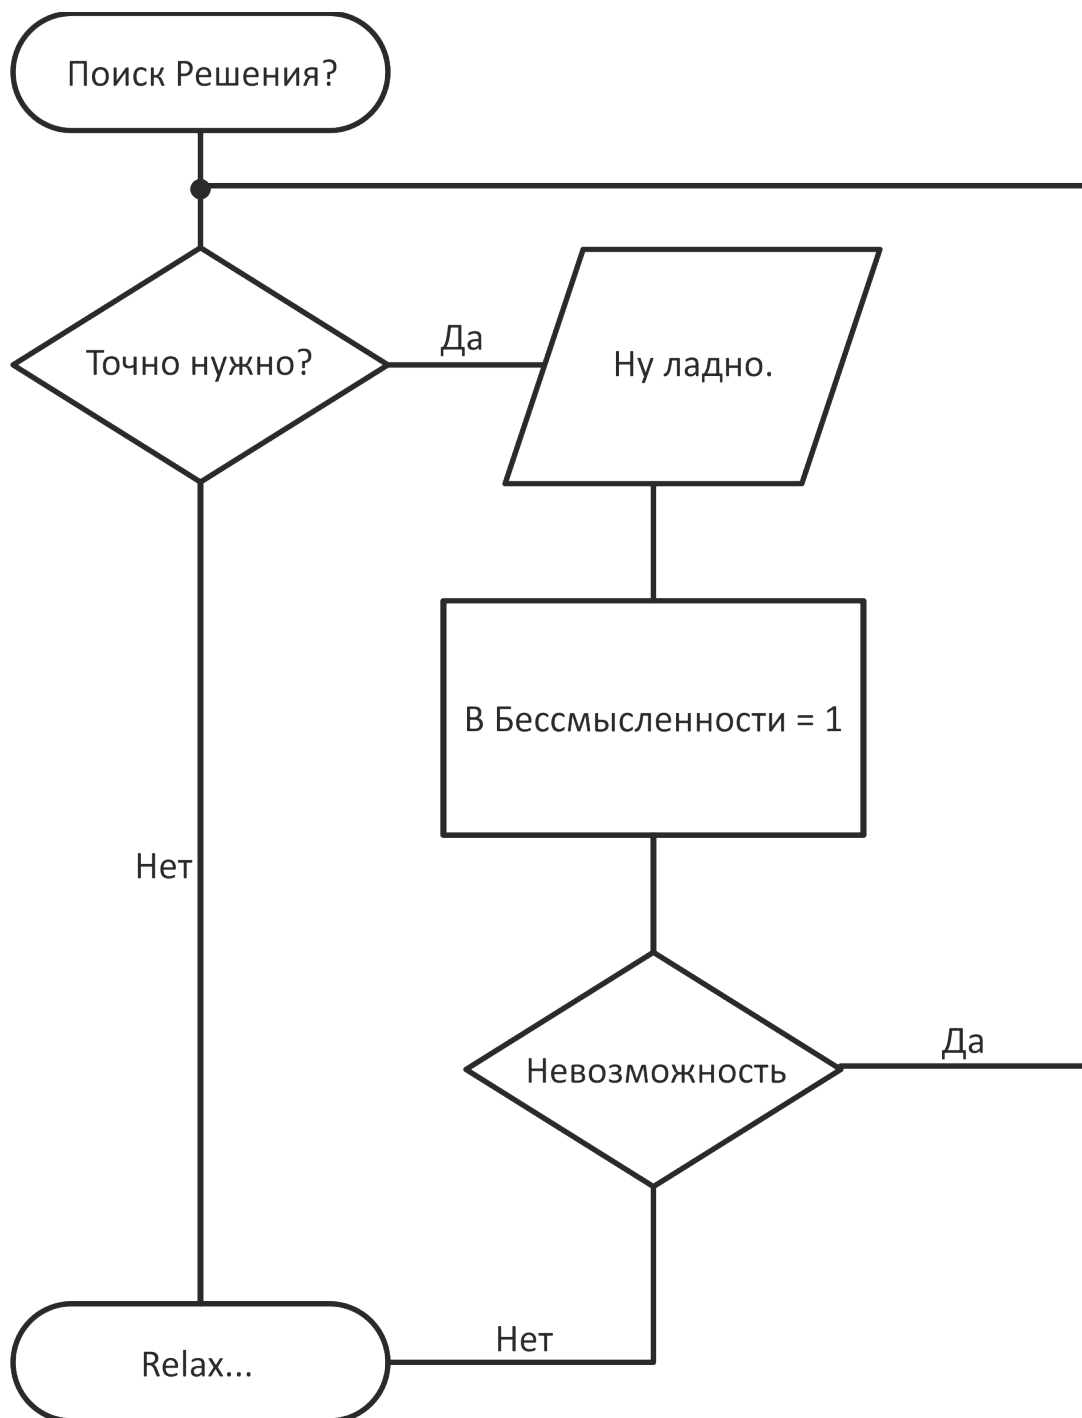 Поиск Решения?
Точно нужно?
Да
Ну ладно.
В Бессмысленности = 1
Нет
Невозможность
Да
Нет
Relax...